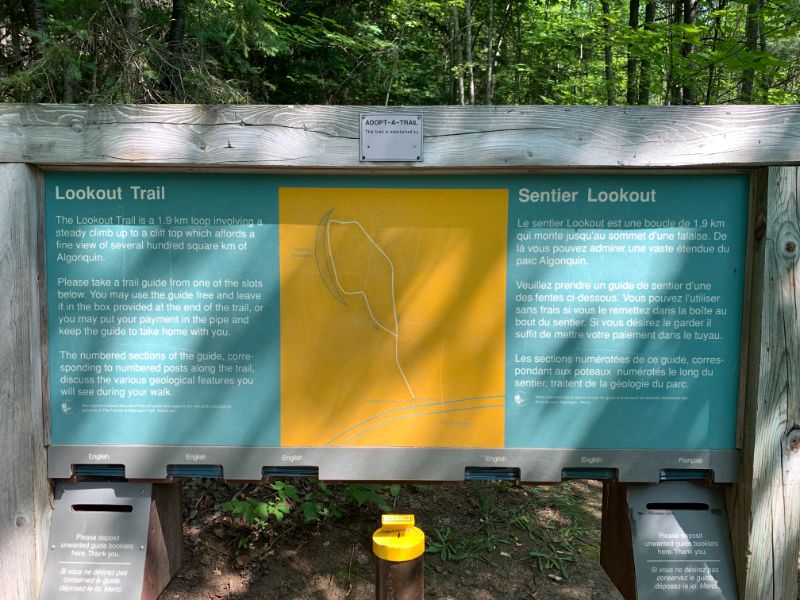 ADOPT-A-TRAIL
This trail is maintained by
Lookout Trail
The Lookout Trail is a 1.9 km loop involving a
steady climb up to a cliff top which affords a
fine view of several hundred square km of
Algonquin.
Please take a trail guide from one of the slots
below. You may use the guide free and leave
it in the box provided at the end of the trail, or
you may put your payment in the pipe and
keep the guide to take home with you.
The numbered sections of the guide, corre-
sponding to numbered posts along the trail,
discuss the various geological features you
will see during your walk.
Sentier Lookout
Le sentier Lookout est une boucle de 1,9 km
qui monte jusqu'au sommet d'une falaise. De
là vous pouvez admirer une vaste étendue du
parc Algonquin.
Veuillez prendre un guide de sentier d'une
des fentes ci-dessous. Vous pouvez l'utiliser
sans frais si vous le remettez dans la boîte au
bout du sentier. Si vous désirez le garder il
suffit de mettre votre paiement dans le tuyau.
Les sections numérotées de ce guide, corres-
pondant aux poteaux numérotés le long du
sentier, traitent de la géologie du parc.
English
English
English
English
English
Français
Please deposit
unwanted guide booklets
here. Thank you.
Si vous ne désirez pas
conservez le guide,
déposez-le ici. Merci.
Please deposit
unwanted guide booklets
here. Thank you.
Si vous ne désirez pas
conservez le guide,
déposez-le ici. Merci.